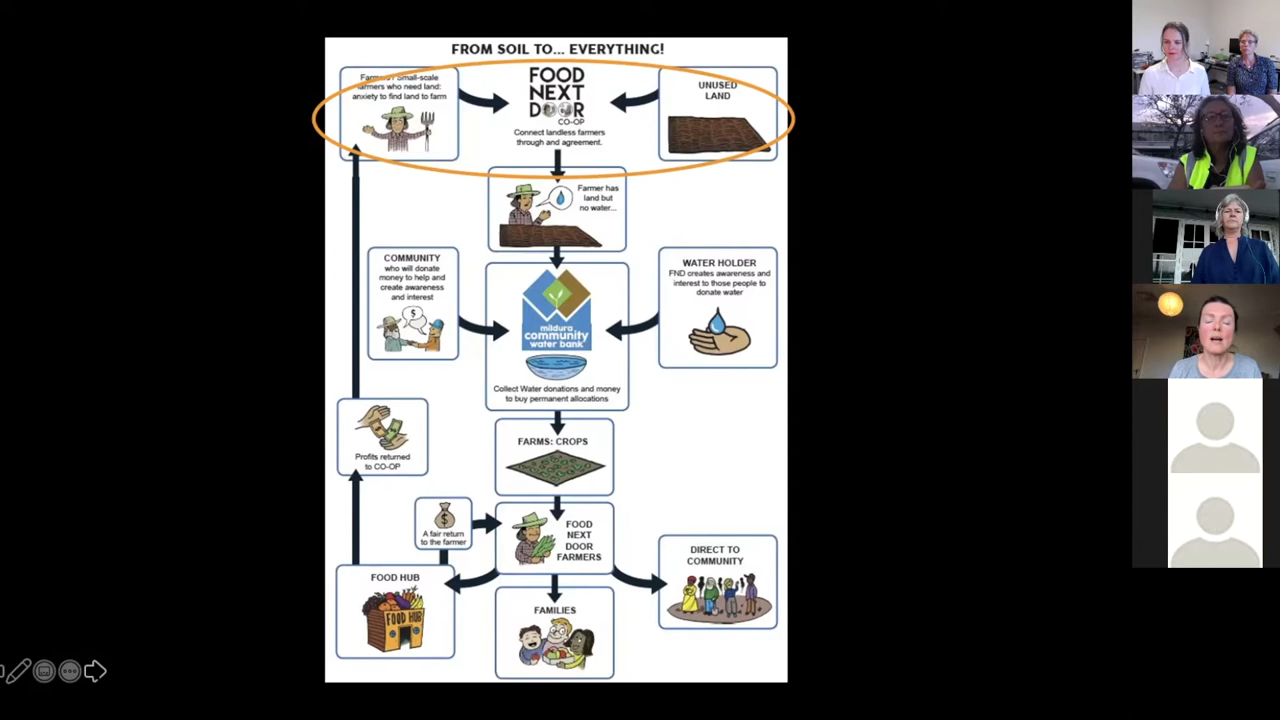 FROM SOIL TO... EVERYTHING!
Small-scale
farmers who need land:
anxiety to find land to farm
FOOD
NEXT
DOOR
CO-OP
Connect landless farmers
through and agreement.
UNUSED
LAND
Farmer has
land but
no water...
COMMUNITY
who will donate
money to help and
create awareness
and interest
$
mildura
community
water bank
Collect Water donations and money
to buy permanent allocations
WATER HOLDER
FND creates awareness and
interest to those people to
donate water
Profits returned
to CO-OP
FARMS: CROPS
$
A fair return
to the farmer
FOOD
NEXT
DOOR
FARMERS
FOOD HUB
FOOD HUB
DIRECT TO
COMMUNITY
FAMILIES